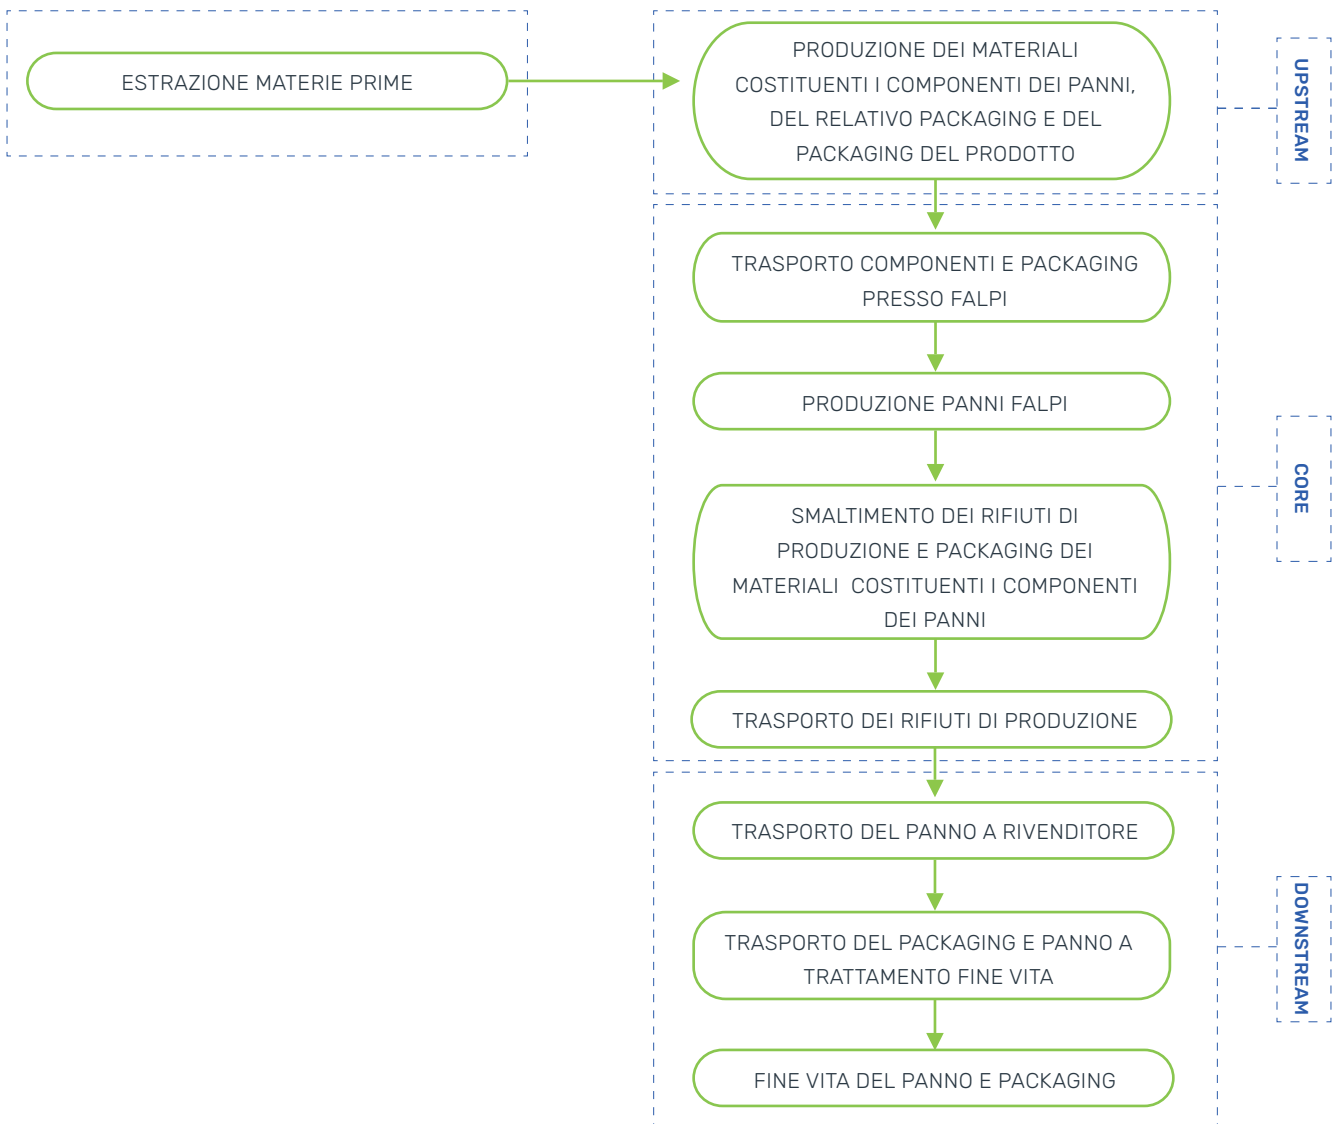 ESTRAZIONE MATERIE PRIME
PRODUZIONE DEI MATERIALI
COSTITUENTI I COMPONENTI DEI PANNI,
DEL RELATIVO PACKAGING E DEL
PACKAGING DEL PRODOTTO
UPSTREAM
TRASPORTO COMPONENTI E PACKAGING
PRESSO FALPI
PRODUZIONE PANNI FALPI
SMALTIMENTO DEI RIFIUTI DI
PRODUZIONE E PACKAGING DEI
MATERIALI COSTITUENTI I COMPONENTI
DEI PANNI
TRASPORTO DEI RIFIUTI DI PRODUZIONE
CORE
TRASPORTO DEL PANNO A RIVENDITORE
TRASPORTO DEL PACKAGING E PANNO A
TRATTAMENTO FINE VITA
FINE VITA DEL PANNO E PACKAGING
DOWNSTREAM